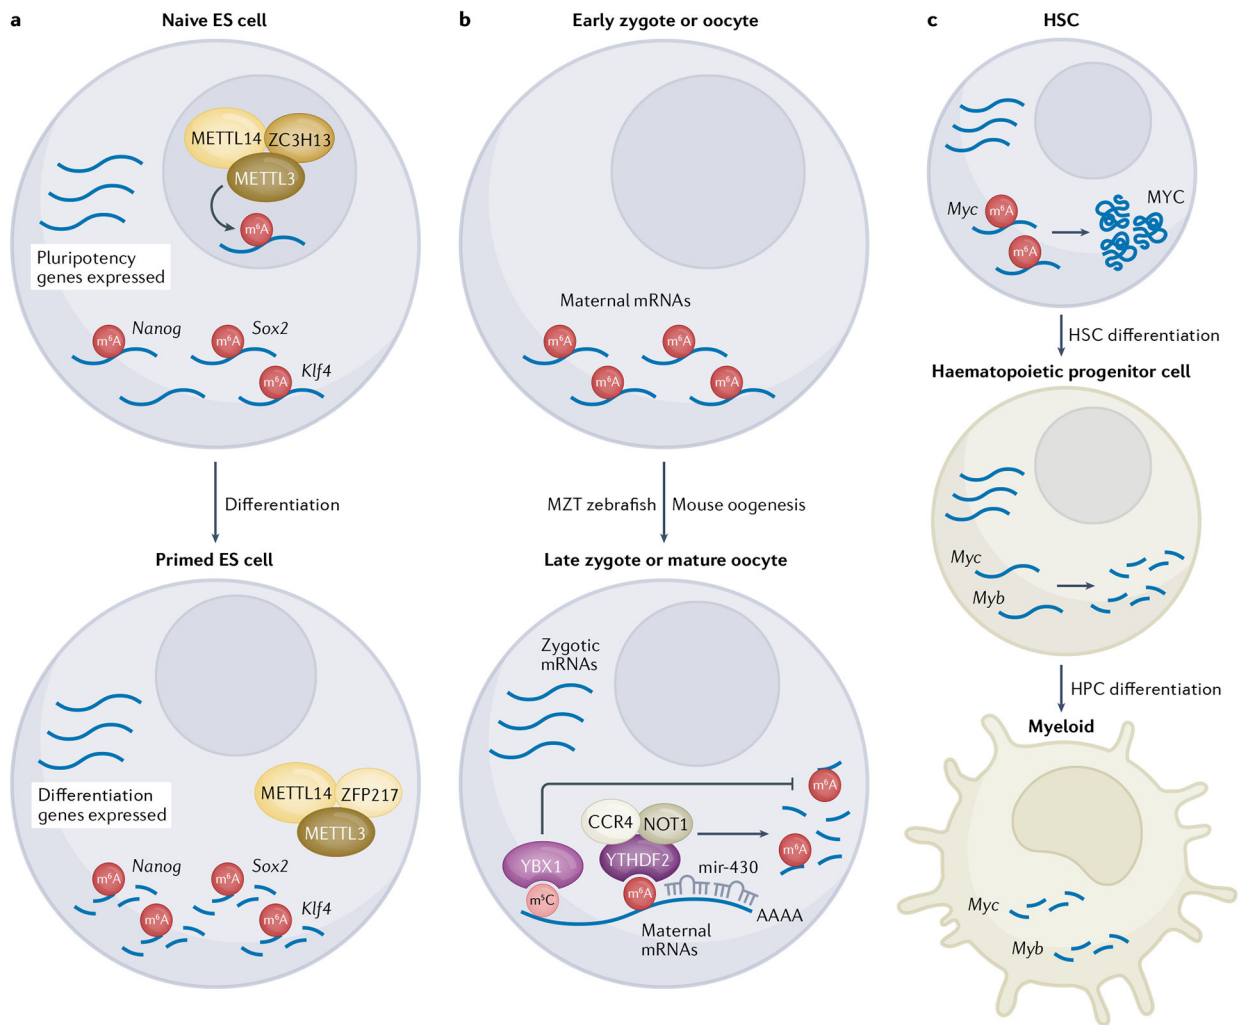 a
Naive ES cell
METTL14
ZC3H13
METTL3
m⁶A
Pluripotency
genes expressed
m⁶A
Nanog
m⁶A
Sox2
m⁶A
Klf4
Differentiation
Primed ES cell
Differentiation
genes expressed
METTL14
ZFP217
METTL3
m⁶A
Nanog
m⁶A
Sox2
m⁶A
m⁶A
Klf4
b
Early zygote or oocyte
Maternal mRNAs
m⁶A
m⁶A
m⁶A
m⁶A
MZT zebrafish
Mouse oogenesis
Late zygote or mature oocyte
Zygotic
mRNAs
m⁶A
CCR4
NOT1
m⁶A
YBX1
YTHDF2
mir-430
m⁵C
m⁶A
AAAA
Maternal
mRNAs
c
HSC
Myc
m⁶A
MYC
m⁶A
HSC differentiation
Haematopoietic progenitor cell
Myc
Myb
HPC differentiation
Myeloid
Myc
Myb